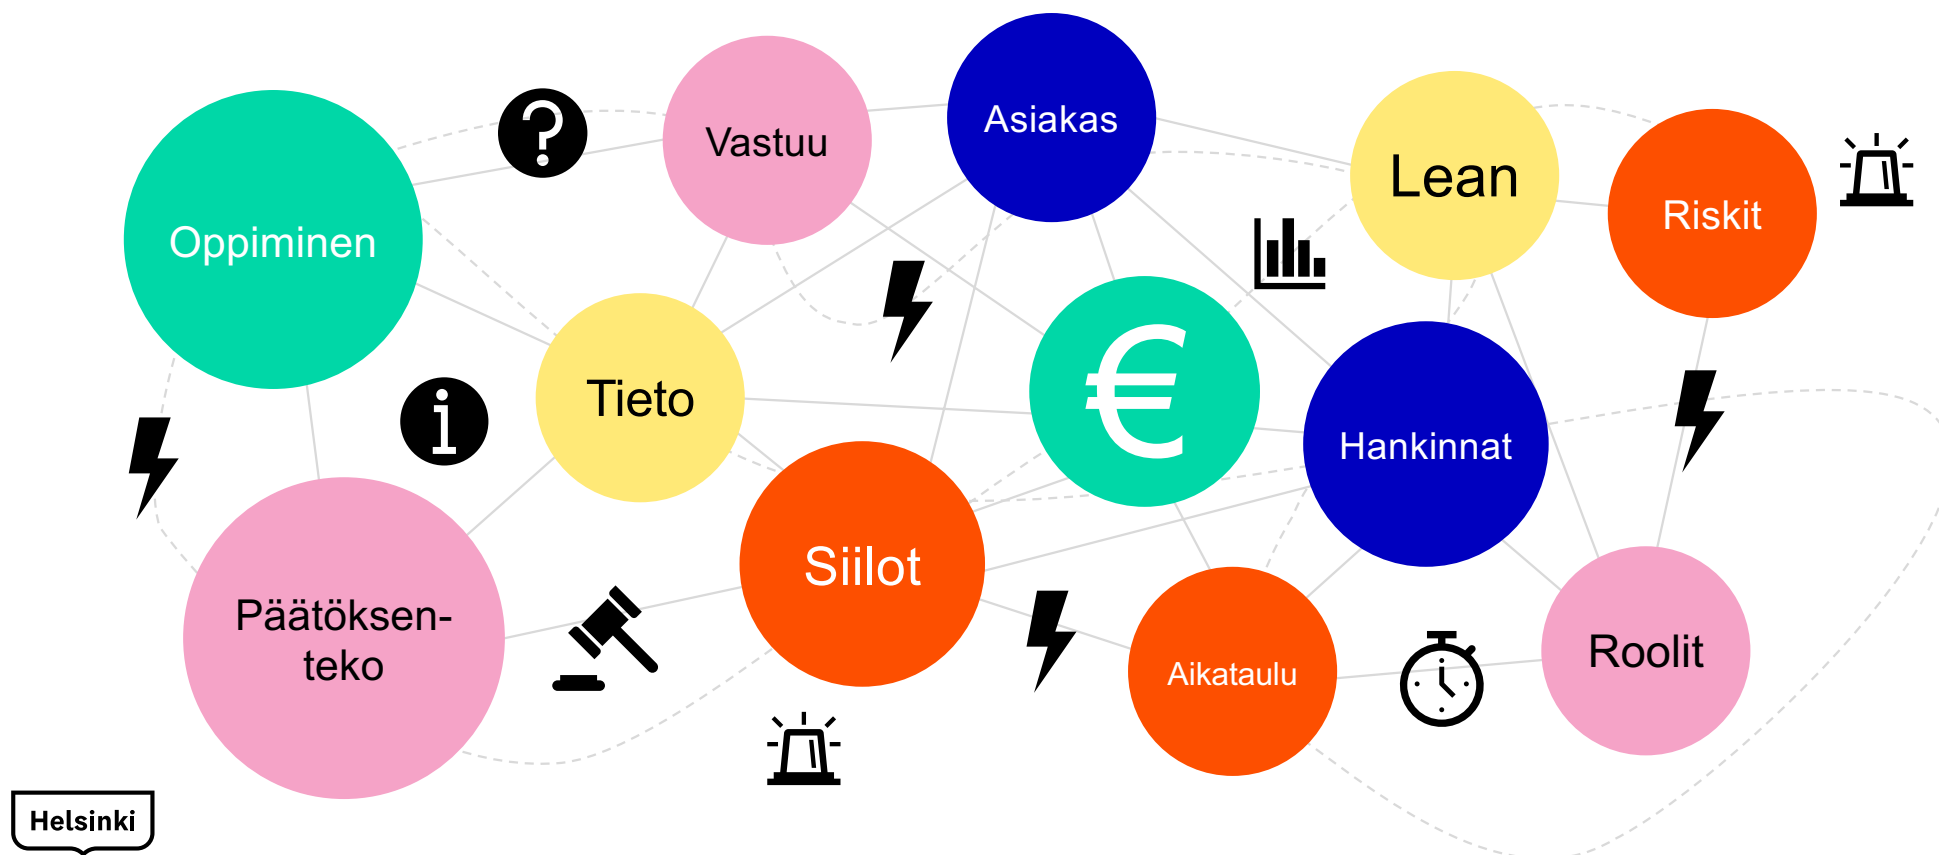 Oppiminen
Vastuu
Asiakas
Lean
Riskit
Tieto
€
Hankinnat
Siilot
Päätöksen-
teko
Aikataulu
Roolit
Helsinki